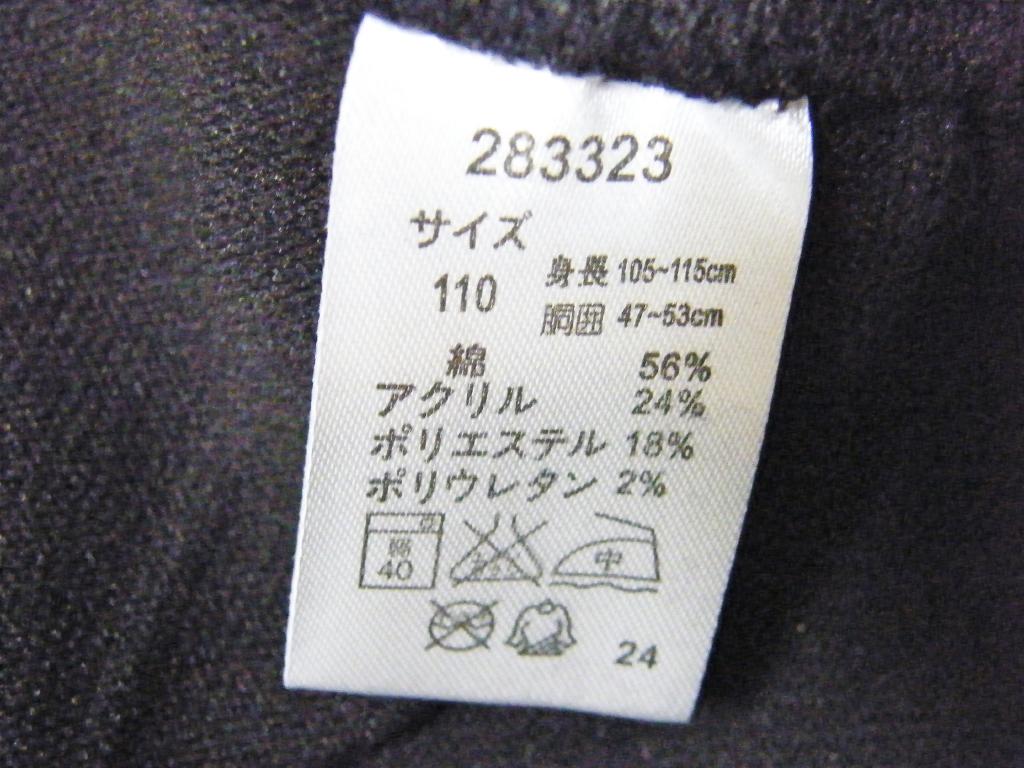 283323
サイズ
110
身長 105~115cm
胴囲 47~53cm
綿 56%
アクリル 24%
ポリエステル 18%
ポリウレタン 2%
40
中
24